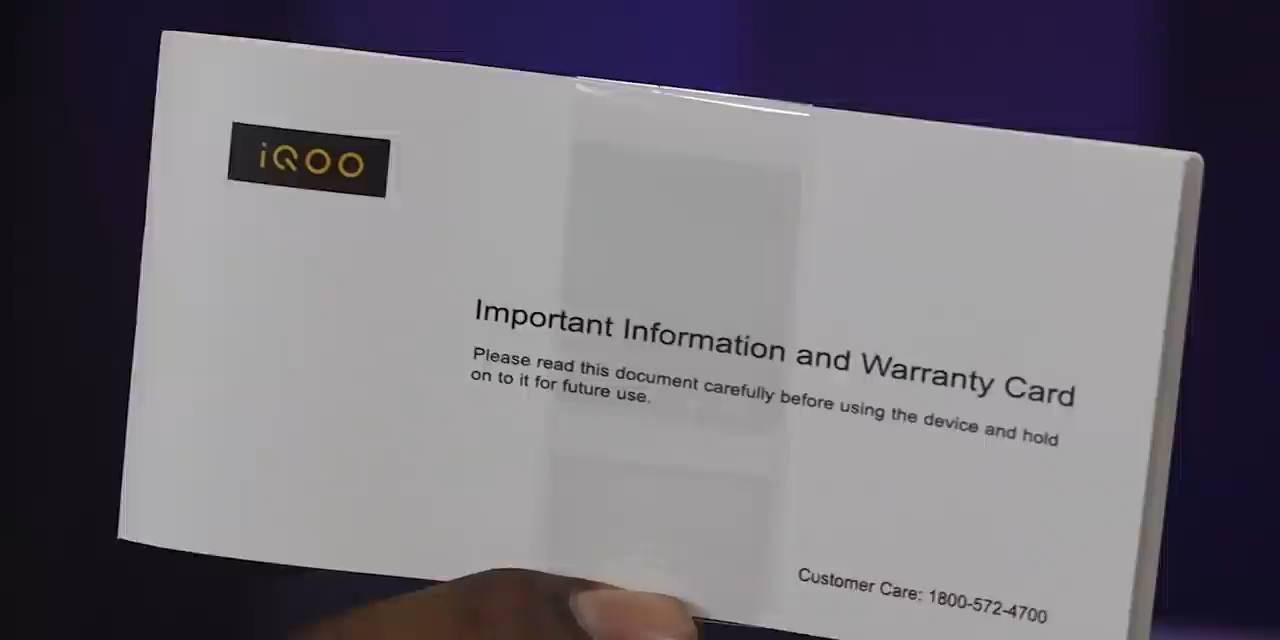 iQOO
Important Information and Warranty Card
Please read this document carefully before using the device and hold
on to it for future use.
Customer Care: 1800-572-4700